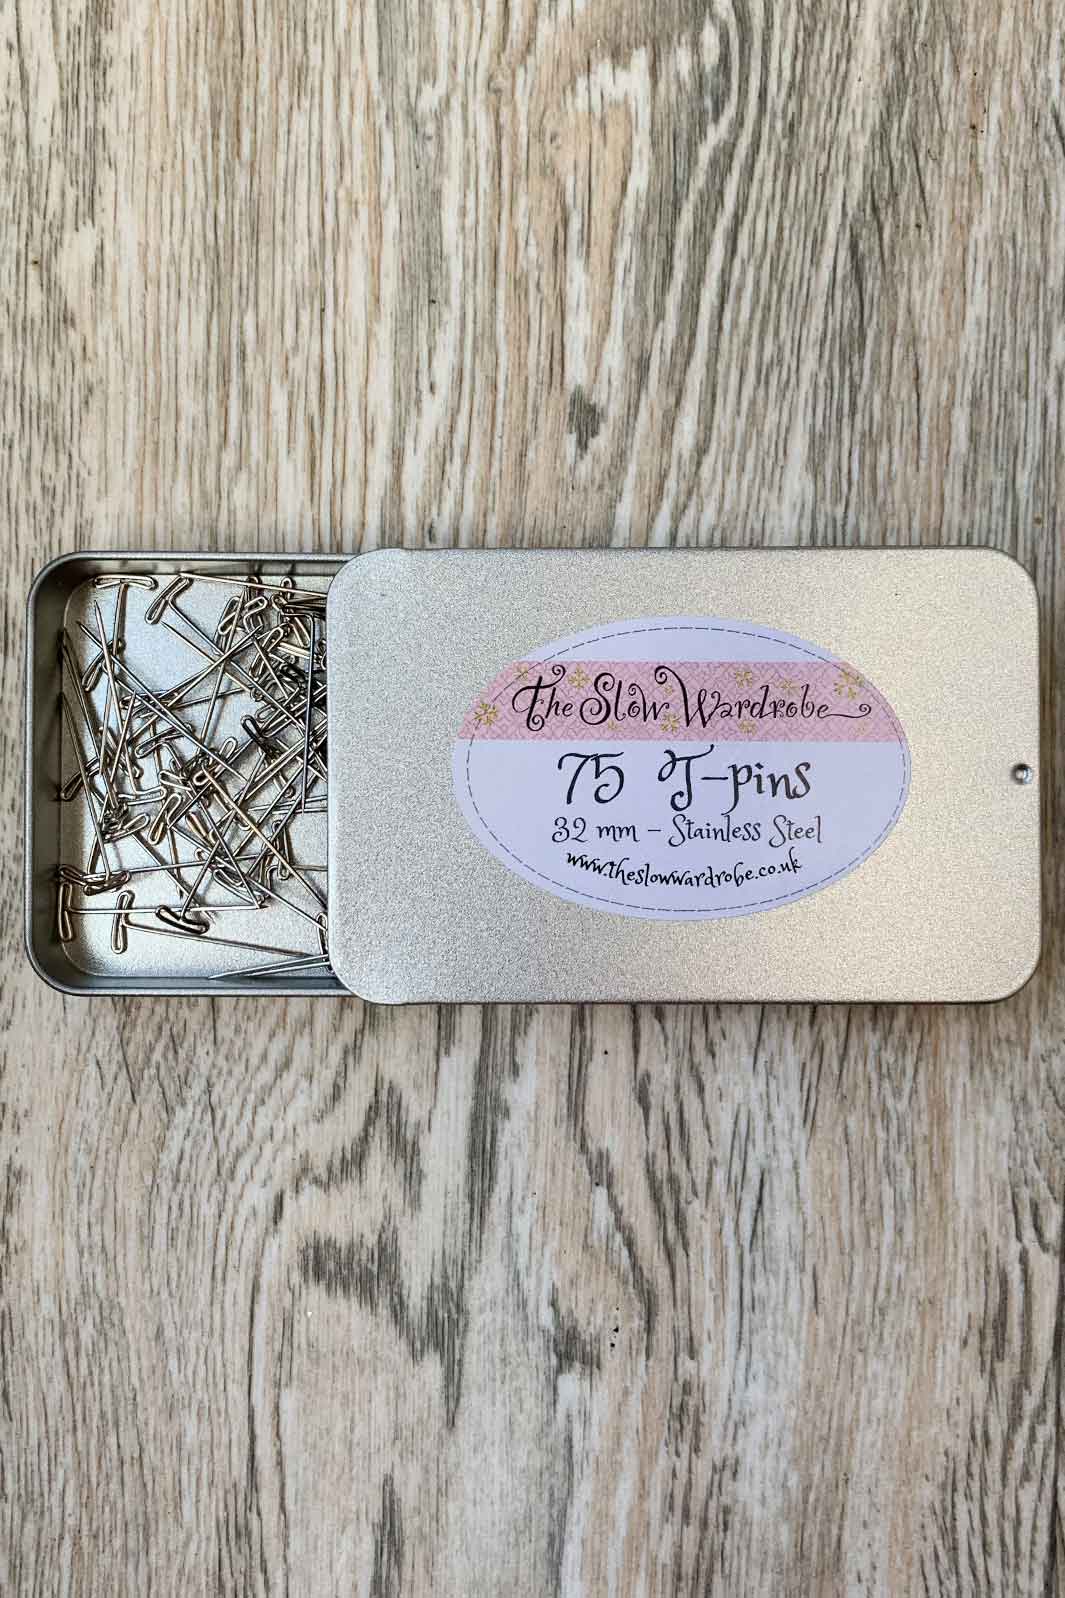 The Slow Wardrobe
75 T-pins
32 mm - Stainless Steel
www.theslowwardrobe.co.uk